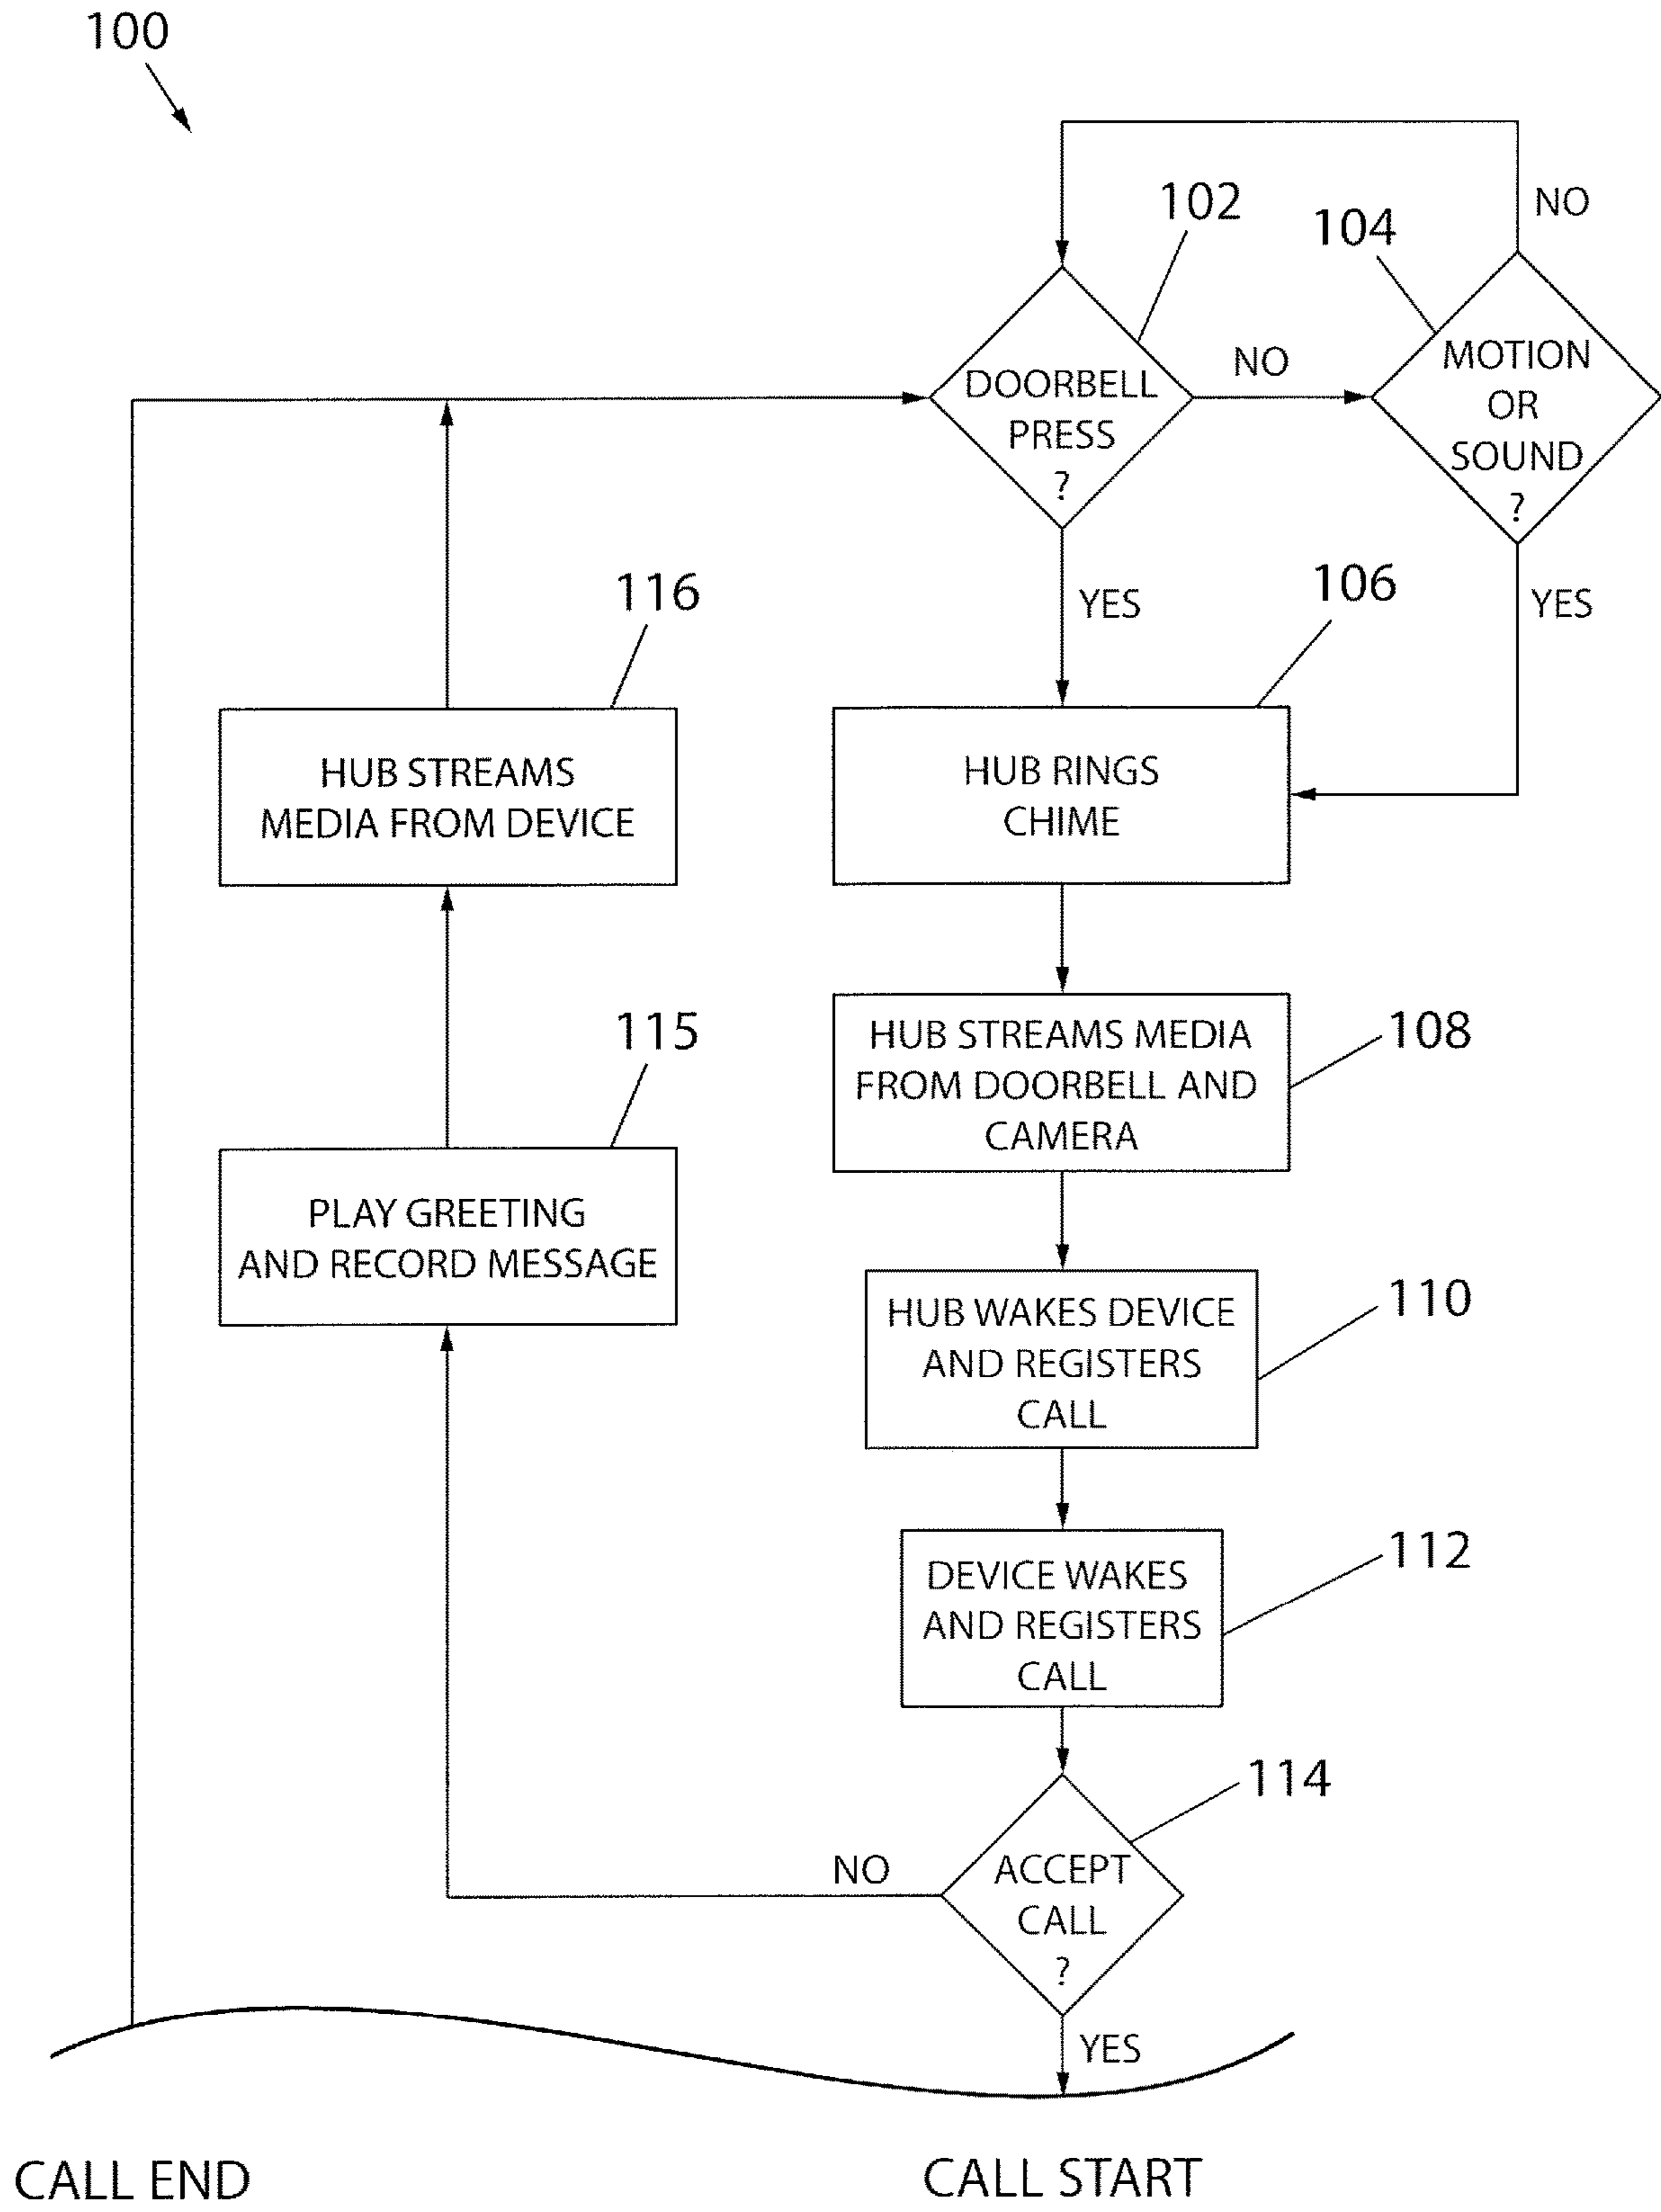 100
102
104
NO
DOORBELL
PRESS
?
NO
MOTION
OR
SOUND
?
YES
YES
106
HUB RINGS
CHIME
116
HUB STREAMS
MEDIA FROM DEVICE
108
HUB STREAMS MEDIA
FROM DOORBELL AND
CAMERA
115
PLAY GREETING
AND RECORD MESSAGE
110
HUB WAKES DEVICE
AND REGISTERS
CALL
112
DEVICE WAKES
AND REGISTERS
CALL
114
ACCEPT
CALL
?
NO
YES
CALL END
CALL START